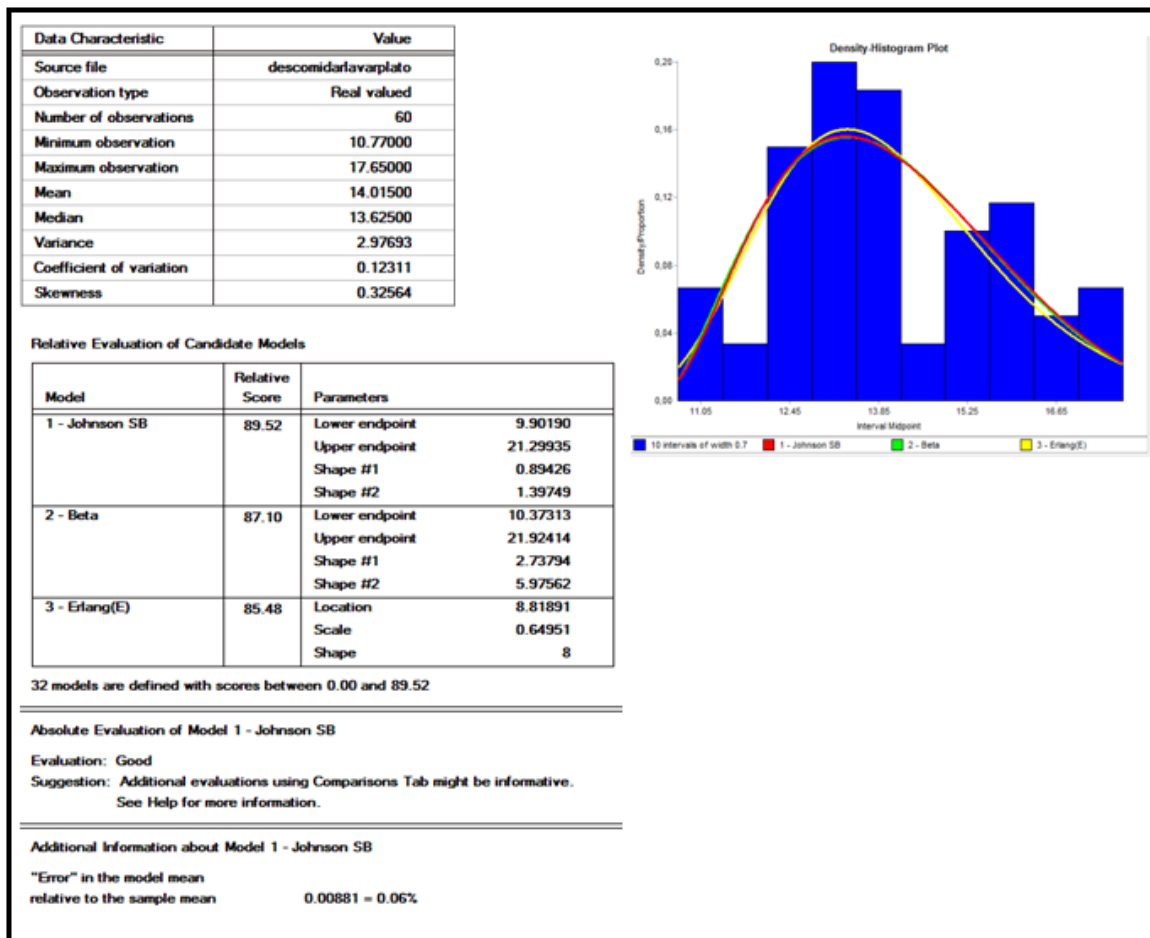 Data Characteristic Value
Source file descomidarlavarplato
Observation type Real valued
Number of observations 60
Minimum observation 10.77000
Maximum observation 17.65000
Mean 14.01500
Median 13.62500
Variance 2.97693
Coefficient of variation 0.12311
Skewness 0.32564
Relative Evaluation of Candidate Models
Model Relative Score Parameters
1 - Johnson SB 89.52 Lower endpoint 9.90190
Upper endpoint 21.29935
Shape #1 0.89426
Shape #2 1.39749
2 - Beta 87.10 Lower endpoint 10.37313
Upper endpoint 21.92414
Shape #1 2.73794
Shape #2 5.97562
3 - Erlang(E) 85.48 Location 8.81891
Scale 0.64951
Shape 8
32 models are defined with scores between 0.00 and 89.52
Absolute Evaluation of Model 1 - Johnson SB
Evaluation: Good
Suggestion: Additional evaluations using Comparisons Tab might be informative.
See Help for more information.
Additional Information about Model 1 - Johnson SB
"Error" in the model mean
relative to the sample mean 0.00881 = 0.06%
Density-Histogram Plot
Density/Proportion
0,20
0,16
0,12
0,08
0,04
0,00
11.05 12.45 13.85 15.25 16.65
Interval Midpoint
10 intervals of width 0.7 1 - Johnson SB 2 - Beta 3 - Erlang(E)